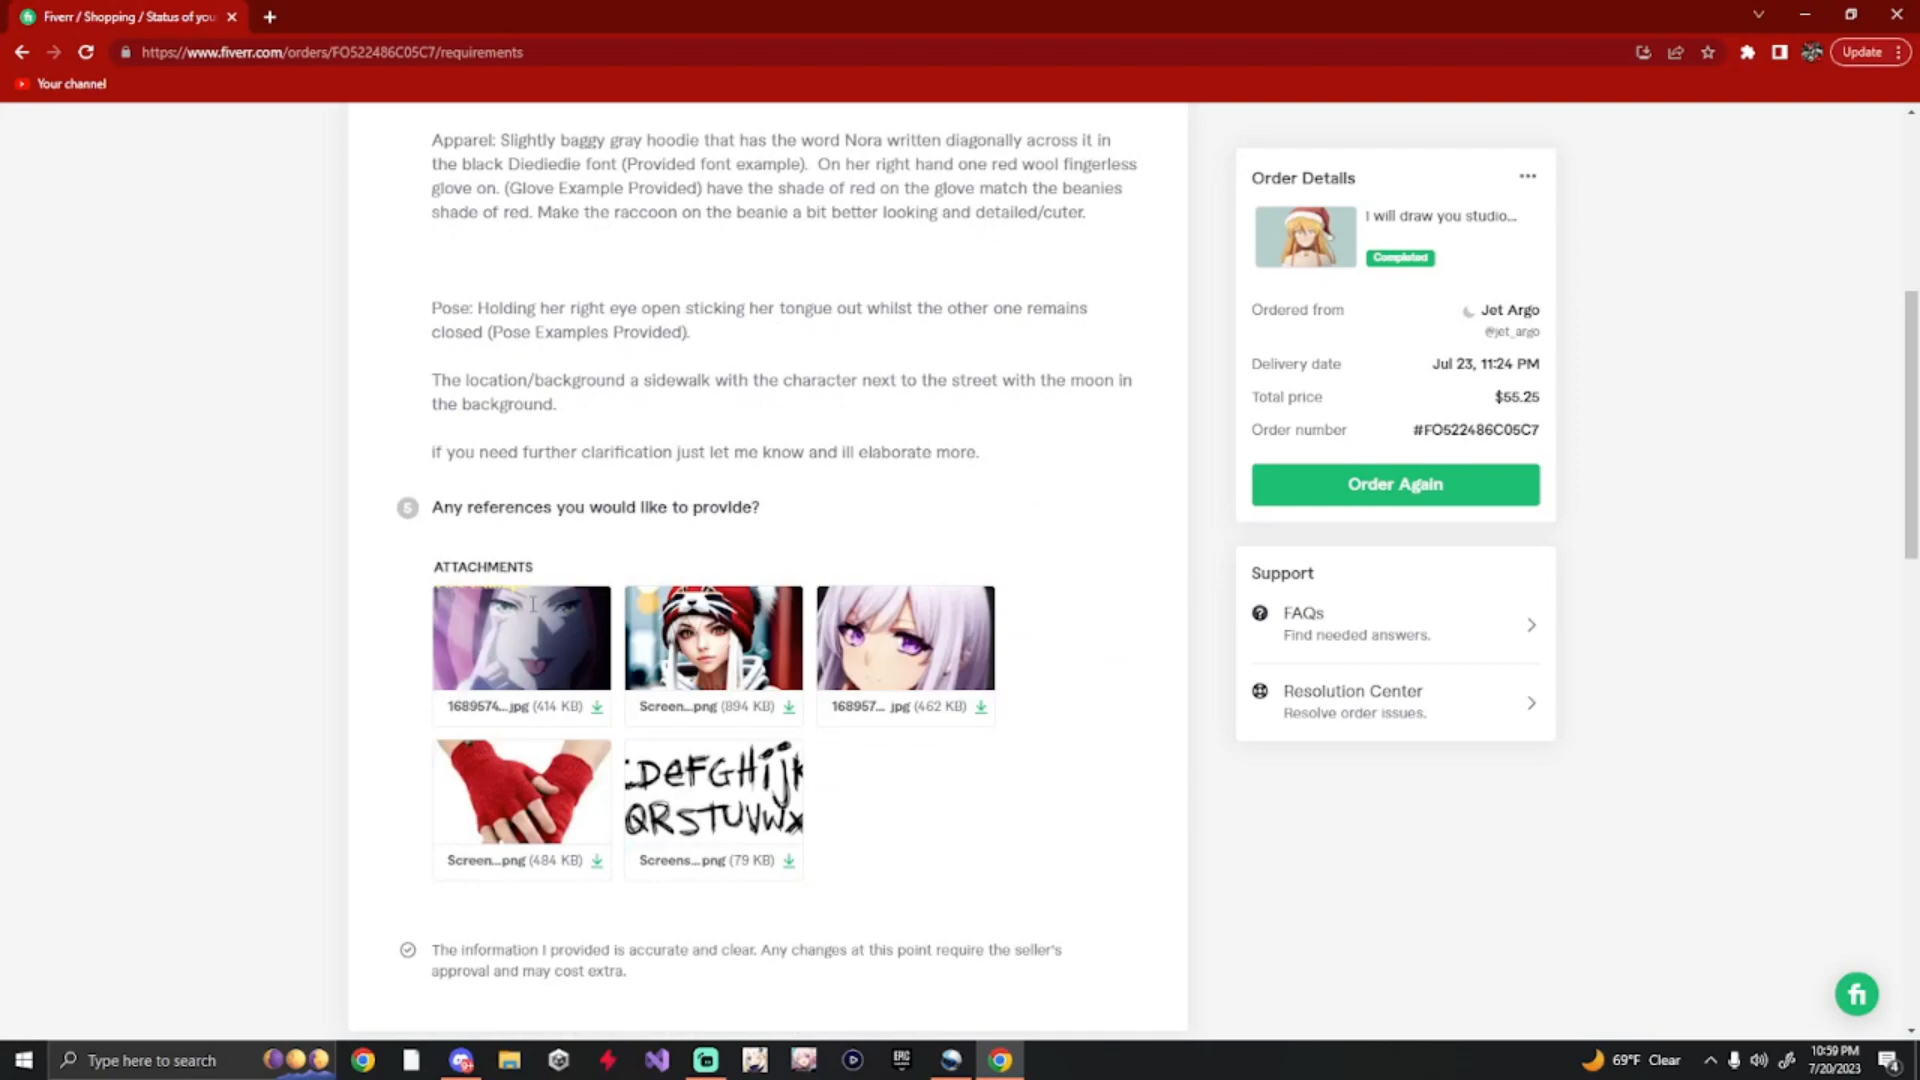 Fiverr / Shopping / Status of you
https://www.fiverr.com/orders/FO522486C05C7/requirements
Update
Your channel
Apparel: Slightly baggy gray hoodie that has the word Nora written diagonally across it in
the black Diediedie font (Provided font example).  On her right hand one red wool fingerless
glove on. (Glove Example Provided) have the shade of red on the glove match the beanies
shade of red. Make the raccoon on the beanie a bit better looking and detailed/cuter.
Pose: Holding her right eye open sticking her tongue out whilst the other one remains
closed (Pose Examples Provided).
The location/background a sidewalk with the character next to the street with the moon in
the background.
if you need further clarification just let me know and ill elaborate more.
5 Any references you would like to provide?
ATTACHMENTS
1689574...jpg (414 KB)
Screen...png (894 KB)
168957... jpg (462 KB)
DeFGHijk
QRSTUVWX
Screen...png (484 KB)
Screens...png (79 KB)
The information I provided is accurate and clear. Any changes at this point require the seller's
approval and may cost extra.
Order Details
I will draw you studio...
Completed
Ordered from Jet Argo
@jet_argo
Delivery date Jul 23, 11:24 PM
Total price $55.25
Order number #FO522486C05C7
Order Again
Support
FAQs
Find needed answers.
Resolution Center
Resolve order issues.
fi
Type here to search
EPIC
69°F Clear
10:59 PM
7/20/2023
4